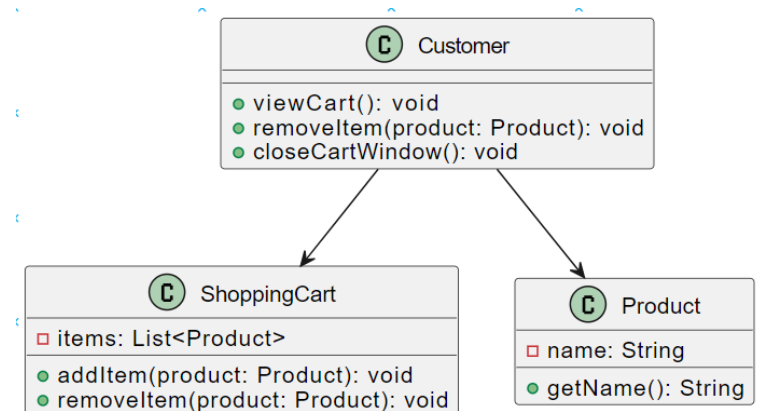 C Customer
viewCart(): void
removeItem(product: Product): void
closeCartWindow(): void
C ShoppingCart
items: List<Product>
addItem(product: Product): void
removeItem(product: Product): void
C Product
name: String
getName(): String